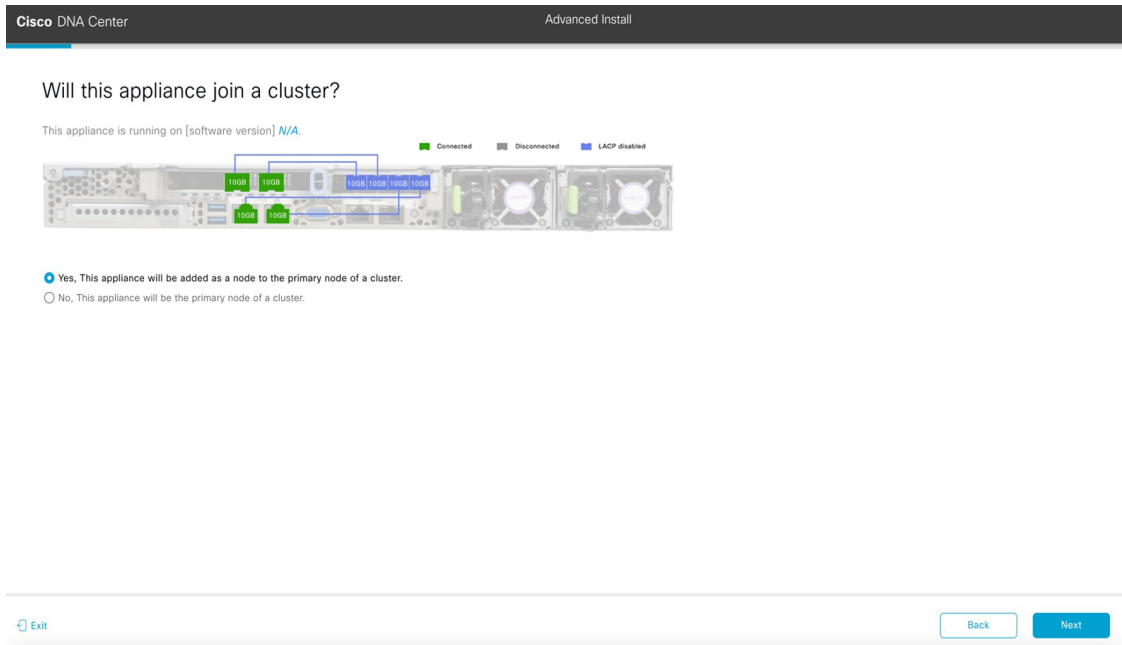 Cisco DNA Center
Advanced Install
Will this appliance join a cluster?
This appliance is running on [software version] N/A.
Connected
Disconnected
LACP disabled
10GB 10GB 10GB 10GB 10GB 10GB
10GB 10GB
Yes, This appliance will be added as a node to the primary node of a cluster.
No, This appliance will be the primary node of a cluster.
Exit
Back
Next